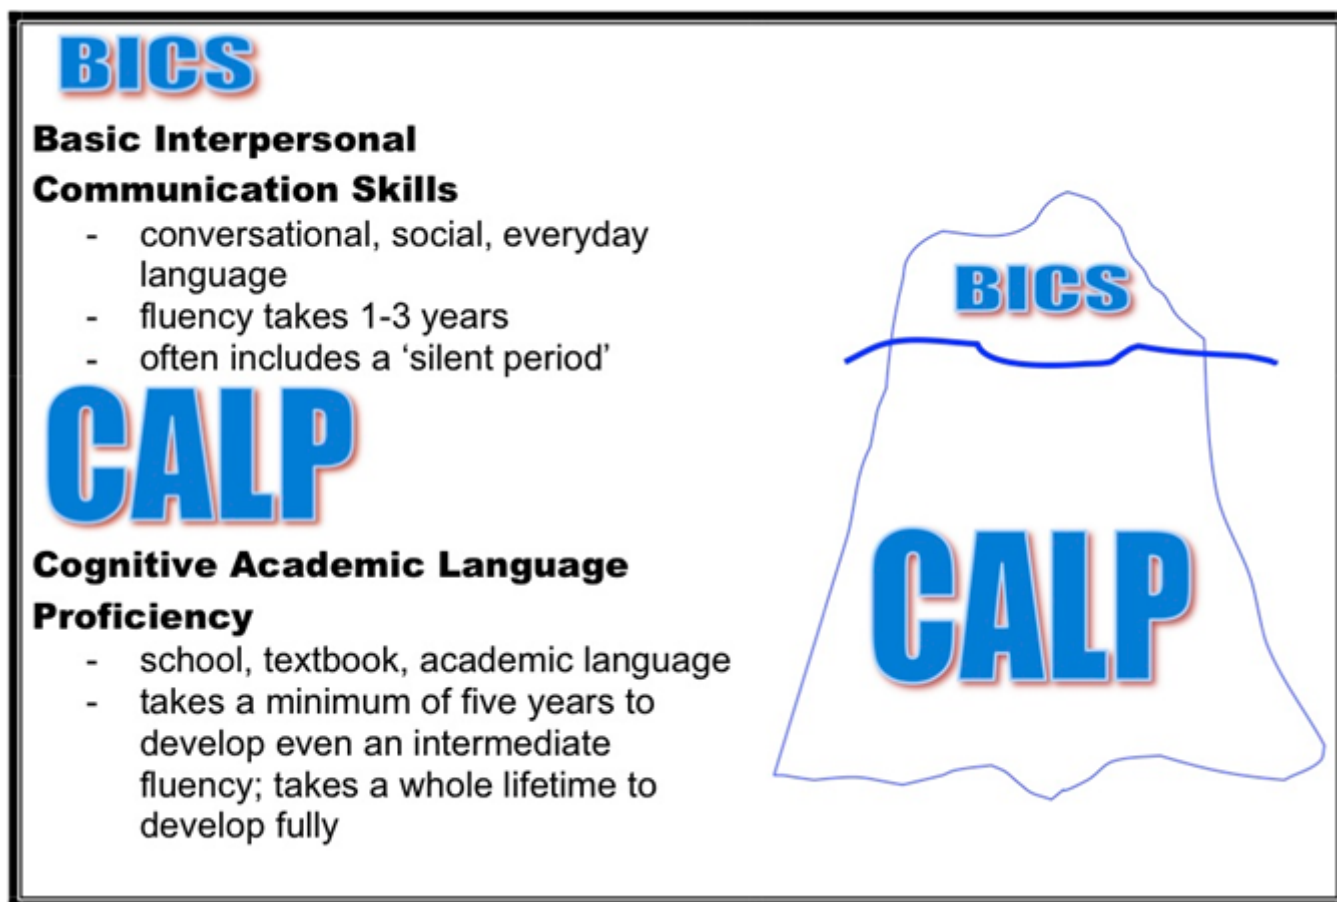 BICS
Basic Interpersonal
Communication Skills
- conversational, social, everyday
language
- fluency takes 1-3 years
- often includes a ‘silent period’
CALP
Cognitive Academic Language
Proficiency
- school, textbook, academic language
- takes a minimum of five years to
develop even an intermediate
fluency; takes a whole lifetime to
develop fully
BICS
CALP